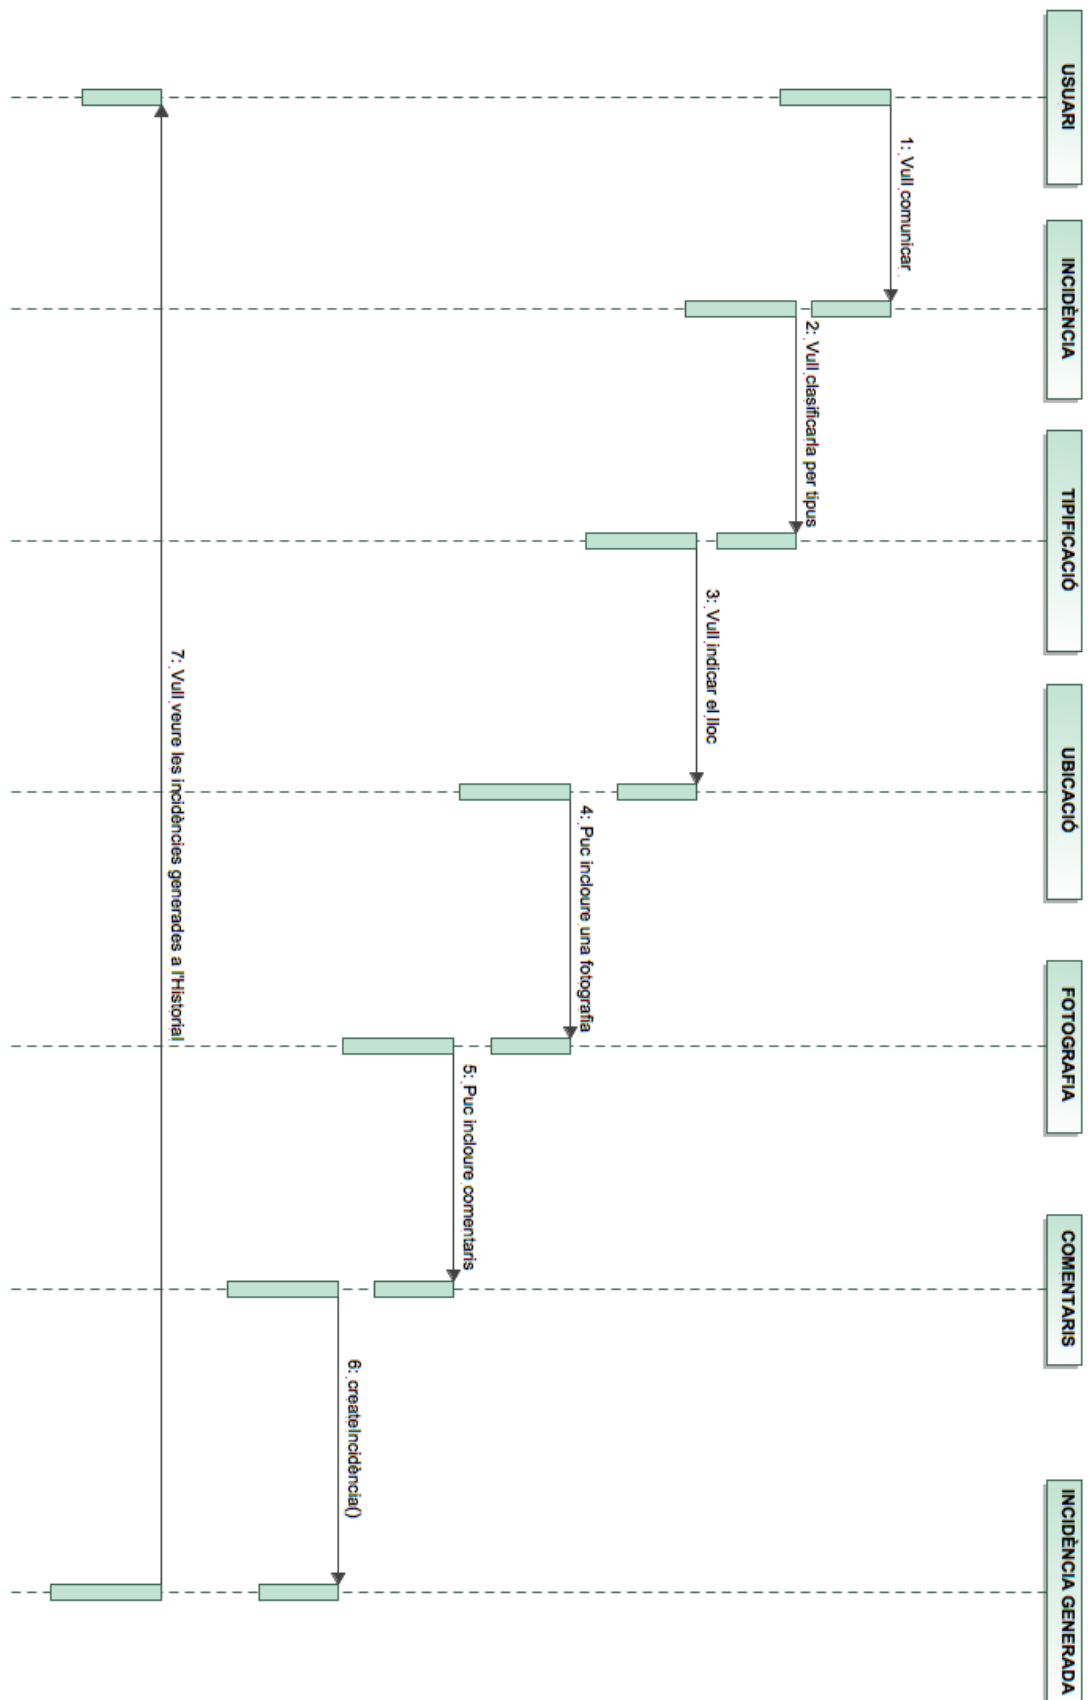 USUARI
INCIDÈNCIA
TIPIFICACIÓ
UBICACIÓ
FOTOGRAFIA
COMENTARIS
INCIDÈNCIA GENERADA
1: Vull comunicar
2: Vull clasificarla per tipus
3: Vull indicar el lloc
4: Puc incloure una fotografia
5: Puc incloure comentaris
6: createIncidència()
7: Vull veure les incidències generades a l'Historial